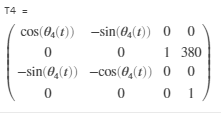 T4 =
cos(θ₄(t)) −sin(θ₄(t)) 0 0
0 0 1 380
−sin(θ₄(t)) −cos(θ₄(t)) 0 0
0 0 0 1